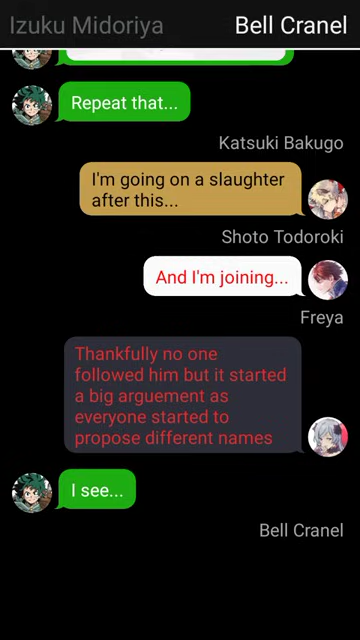 Izuku Midoriya
Bell Cranel
Repeat that...
Katsuki Bakugo
I'm going on a slaughter
after this...
Shoto Todoroki
And I'm joining...
Freya
Thankfully no one
followed him but it started
a big arguement as
everyone started to
propose different names
I see...
Bell Cranel